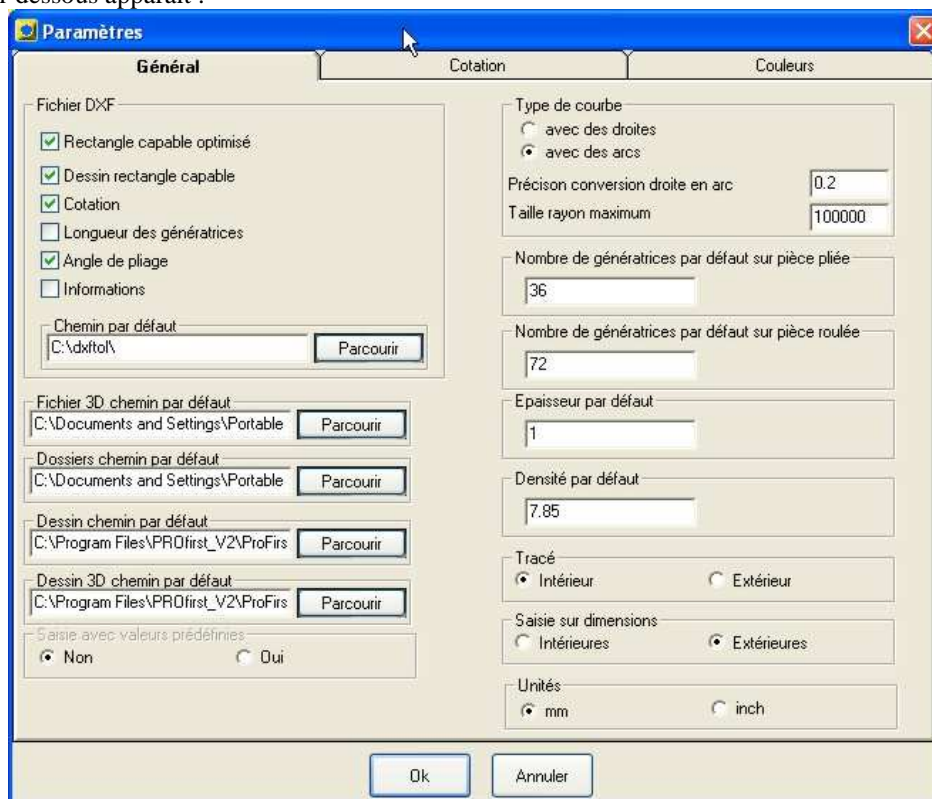 dessous apparaît :
Paramètres
Général
Cotation
Couleurs
Fichier DXF
Rectangle capable optimisé
Dessin rectangle capable
Cotation
Longueur des génératrices
Angle de pliage
Informations
Chemin par défaut
C:\dxftol\
Parcourir
Fichier 3D chemin par défaut
C:\Documents and Settings\Portable
Parcourir
Dossiers chemin par défaut
C:\Documents and Settings\Portable
Parcourir
Dessin chemin par défaut
C:\Program Files\PROfirst_V2\ProFirs
Parcourir
Dessin 3D chemin par défaut
C:\Program Files\PROfirst_V2\ProFirs
Parcourir
Saisie avec valeurs prédéfinies
Non
Oui
Type de courbe
avec des droites
avec des arcs
Précison conversion droite en arc
0.2
Taille rayon maximum
100000
Nombre de génératrices par défaut sur pièce pliée
36
Nombre de génératrices par défaut sur pièce roulée
72
Epaisseur par défaut
1
Densité par défaut
7.85
Tracé
Intérieur
Extérieur
Saisie sur dimensions
Intérieures
Extérieures
Unités
mm
inch
Ok
Annuler